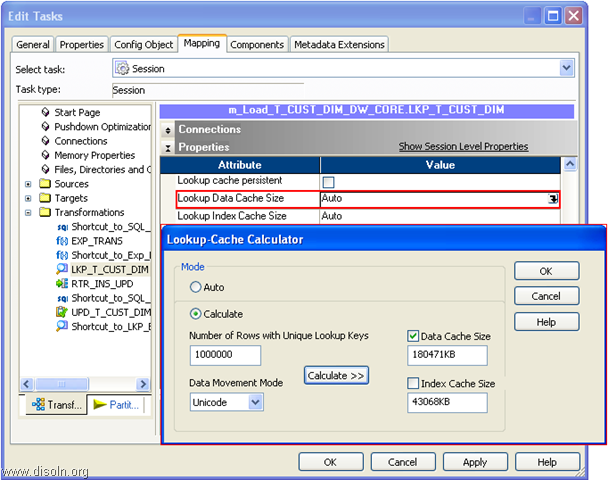 Edit Tasks
General Properties Config Object Mapping Components Metadata Extensions
Select task: Session
Task type: Session
Start Page
Pushdown Optimization
Connections
Memory Properties
Files, Directories and C
Sources
Targets
Transformations
Shortcut_to_SQL_
EXP_TRANS
Shortcut_to_Exp_I
LKP_T_CUST_DIM
RTR_INS_UPD
Shortcut_to_SQL_
UPD_T_CUST_DIM
Shortcut_to_LKP_E
Transf... Partit...
m_Load_T_CUST_DIM_DW_CORE.LKP_T_CUST_DIM
Connections
Properties Show Session Level Properties
Attribute Value
Lookup cache persistent
Lookup Data Cache Size Auto
Lookup Index Cache Size Auto
Lookup-Cache Calculator
Mode
Auto
Calculate
Number of Rows with Unique Lookup Keys
1000000
Data Movement Mode
Unicode
Calculate >>
Data Cache Size
180471KB
Index Cache Size
43068KB
OK
Cancel
Help
OK Cancel Apply Help
www.disoln.org